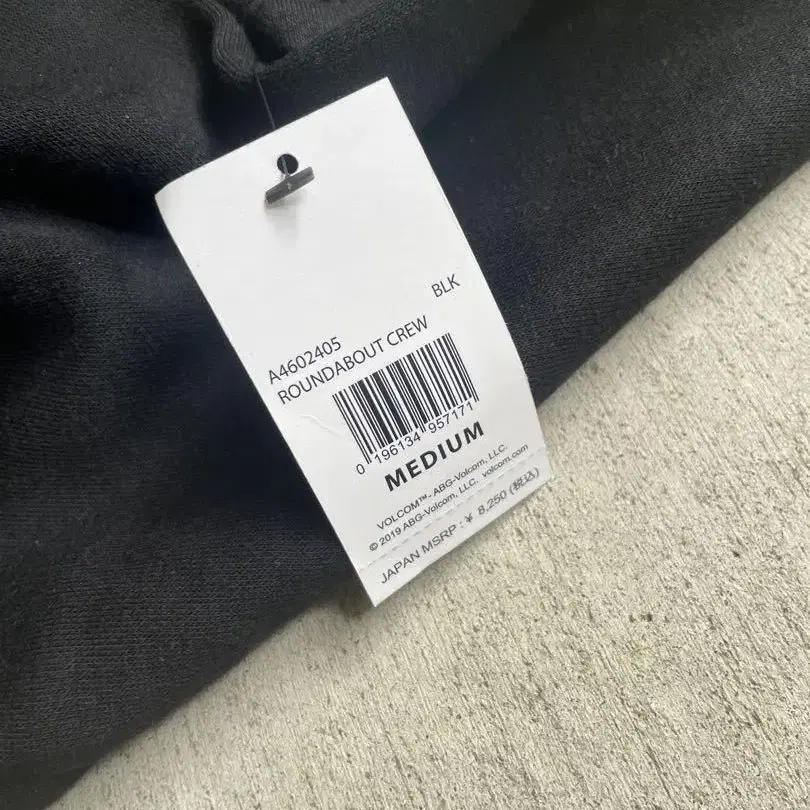 BLK
A4602405
ROUNDABOUT CREW
0 196134 957171
MEDIUM
VOLCOM™- ABG-Volcom, LLC.
© 2019 ABG-Volcom, LLC. volcom.com
JAPAN MSRP : ¥ 8,250 (税込)